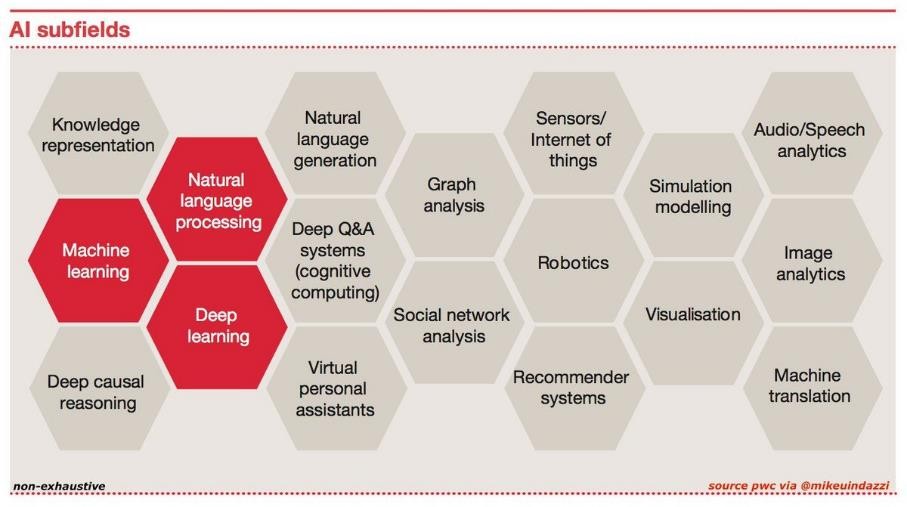 AI subfields
Knowledge
representation
Machine
learning
Deep causal
reasoning
Natural
language
processing
Deep
learning
Natural
language
generation
Deep Q&A
systems
(cognitive
computing)
Virtual
personal
assistants
Graph
analysis
Social network
analysis
Sensors/
Internet of
things
Robotics
Recommender
systems
Simulation
modelling
Visualisation
Audio/Speech
analytics
Image
analytics
Machine
translation
non-exhaustive
source pwc via @mikeuindazzi